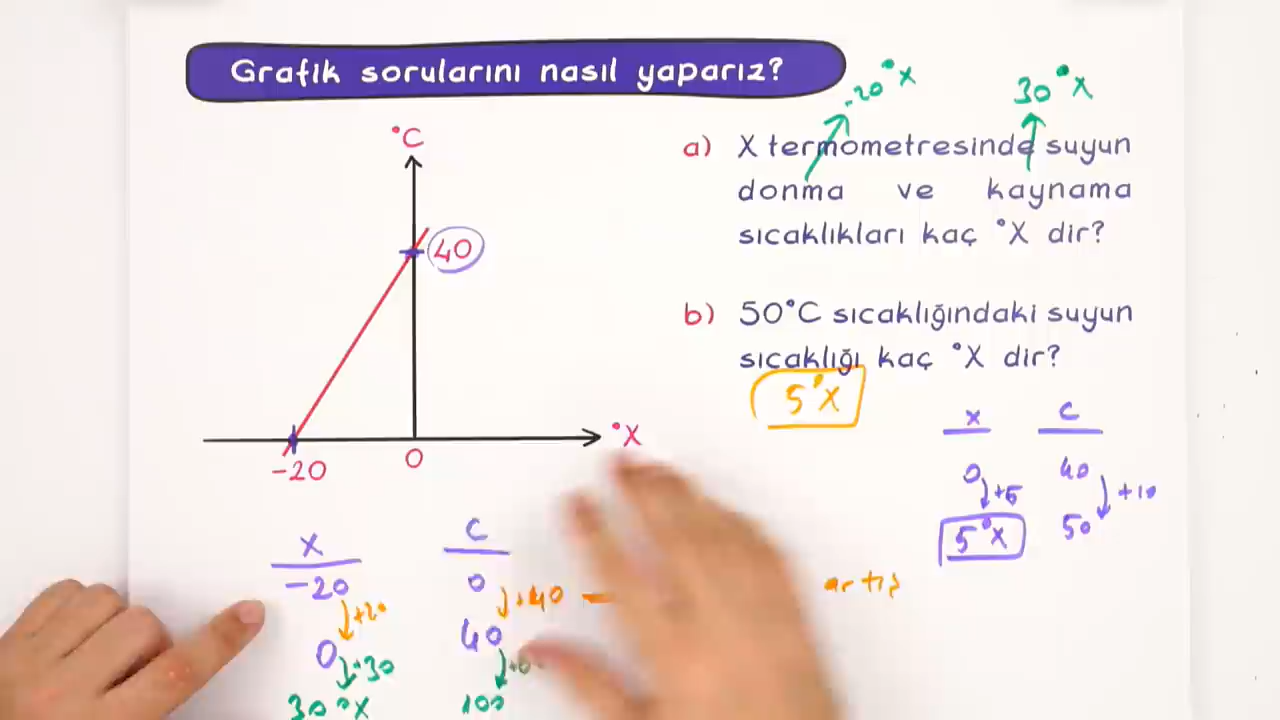 Grafik sorularını nasıl yaparız?
-20°X
30°X
°C
40
-20
0
°X
a) X termometresinde suyun
donma ve kaynama
sıcaklıkları kaç °X dir?
b) 50°C sıcaklığındaki suyun
sıcaklığı kaç °X dir?
5°X
X C
0 40
+5 +10
5°X 50
X C
-20 0
+20 +40
artış
0 40
+30
30°X 100